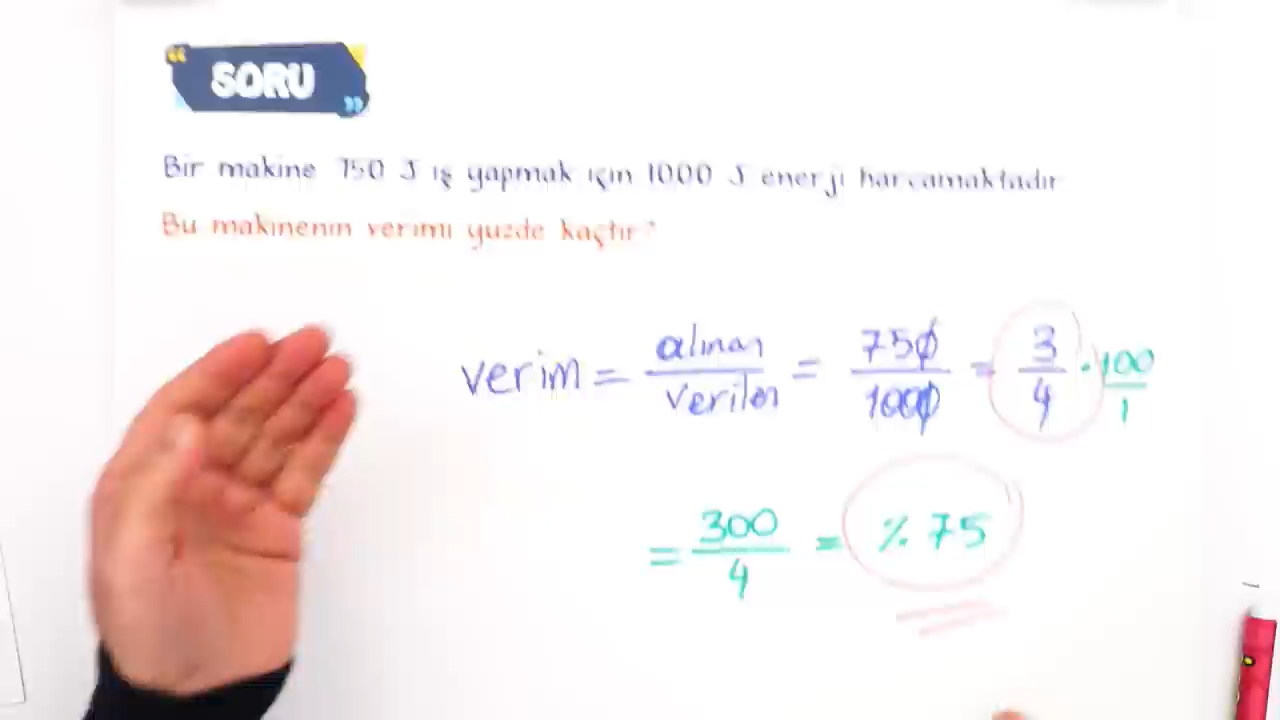 SORU
Bir makine 750 J iş yapmak için 1000 J enerji harcamaktadır
Bu makinenin verimi yüzde kaçtır?
verim = alınan / verilen = 750 / 1000 = 3 / 4 · 100 / 1
= 300 / 4 = % 75